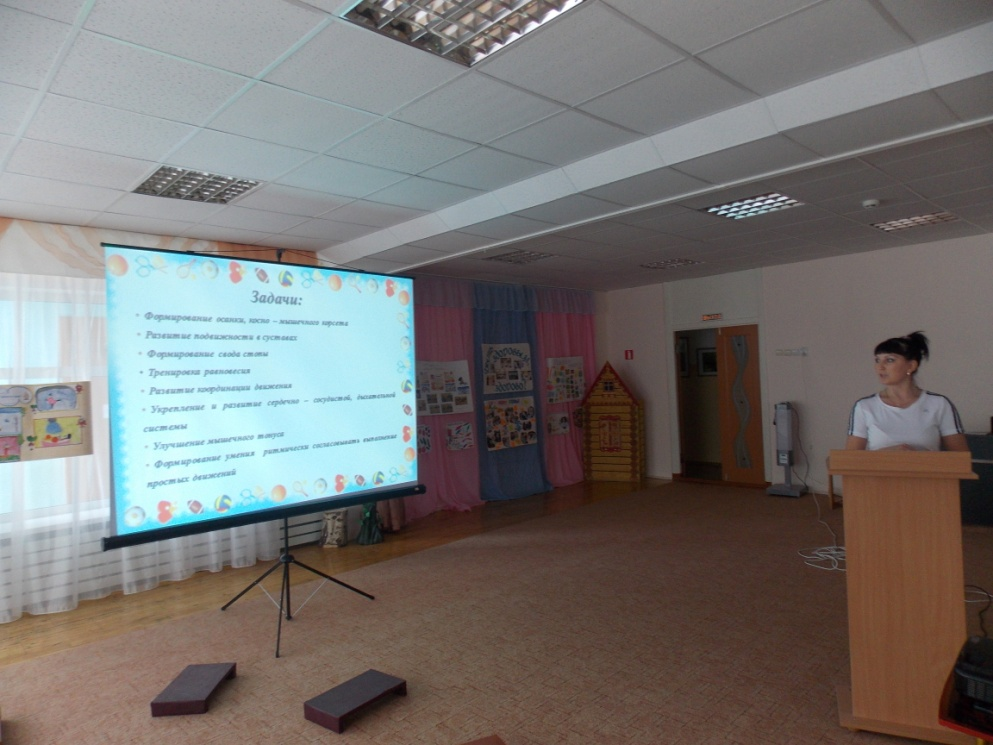 Задачи:
• Формирование осанки, косно – мышечного корсета
• Развитие подвижности в суставах
• Формирование свода стопы
• Тренировка равновесия
• Развитие координации движения
• Укрепление и развитие сердечно – сосудистой, дыхательной
системы
• Улучшение мышечного тонуса
• Формирование умения ритмически согласовывать выполнение
простых движений
ЗДОРОВО!